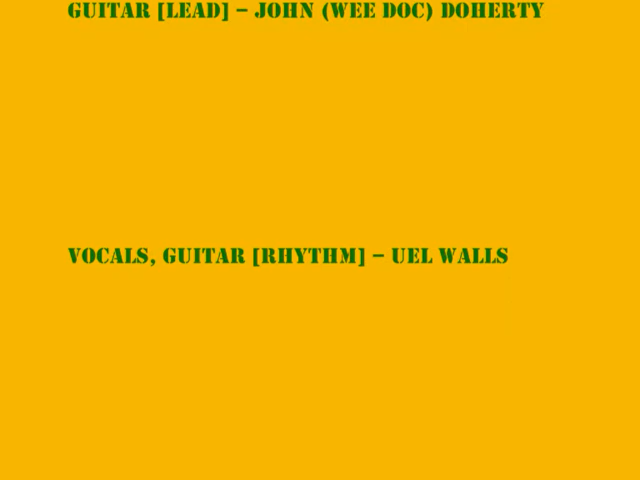 GUITAR [LEAD] – JOHN (WEE DOC) DOHERTY
VOCALS, GUITAR [RHYTHM] – UEL WALLS